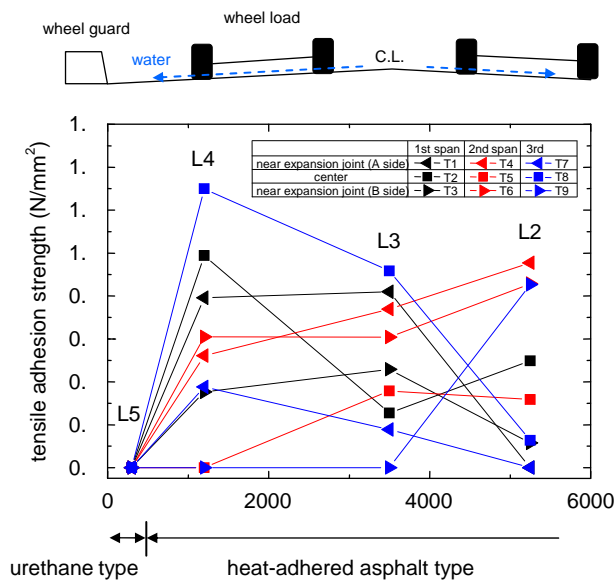 wheel guard
wheel load
water
C.L.
tensile adhesion strength (N/mm²)
1.
1.
1.
1.
1.
0.
0.
0.
0.
0 2000 4000 6000
L5
L4
L3
L2
1st span 2nd span 3rd
near expansion joint (A side) T1 T4 T7
center T2 T5 T8
near expansion joint (B side) T3 T6 T9
urethane type heat-adhered asphalt type